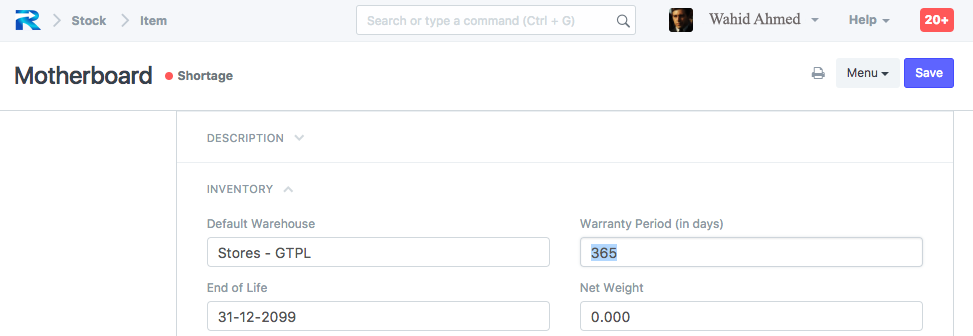 Stock Item Search or type a command (Ctrl + G) Wahid Ahmed Help 20+
Motherboard Shortage Menu Save
DESCRIPTION
INVENTORY
Default Warehouse Warranty Period (in days)
Stores - GTPL 365
End of Life Net Weight
31-12-2099 0.000